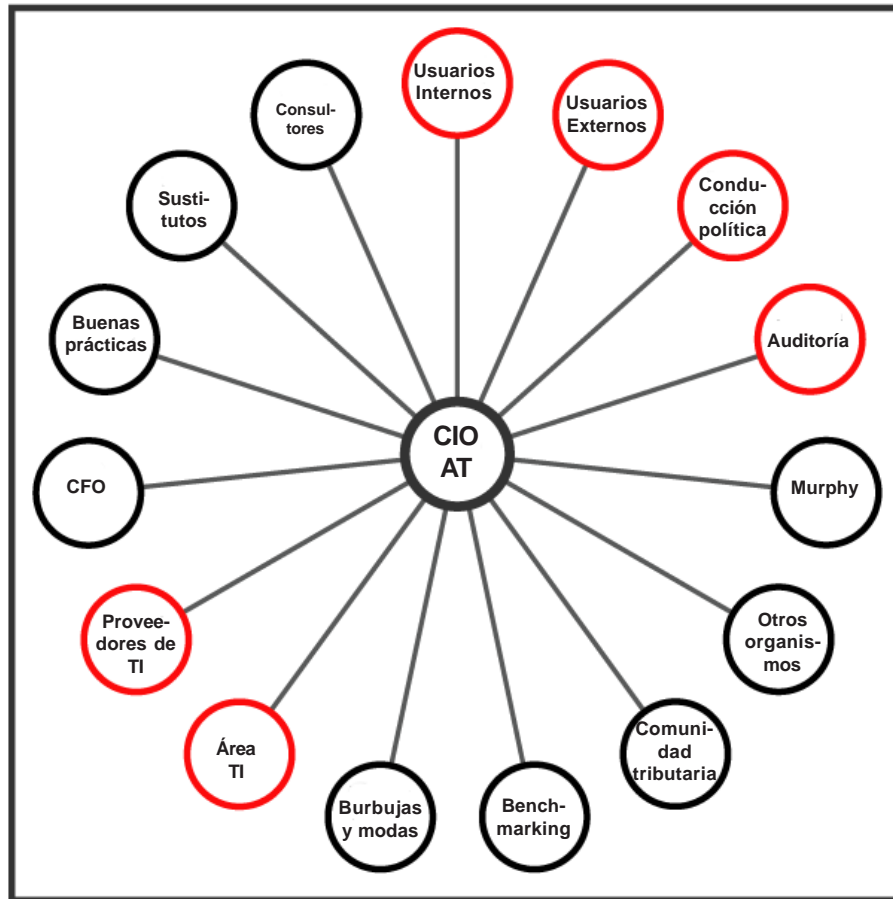 Usuarios
Internos
Usuarios
Externos
Condu-
cción
política
Auditoría
Murphy
Otros
organis-
mos
Comuni-
dad
tributaria
Bench-
marking
Burbujas
y modas
Área
TI
Provee-
dores de
TI
CFO
Buenas
prácticas
Susti-
tutos
Consul-
tores
CIO
AT